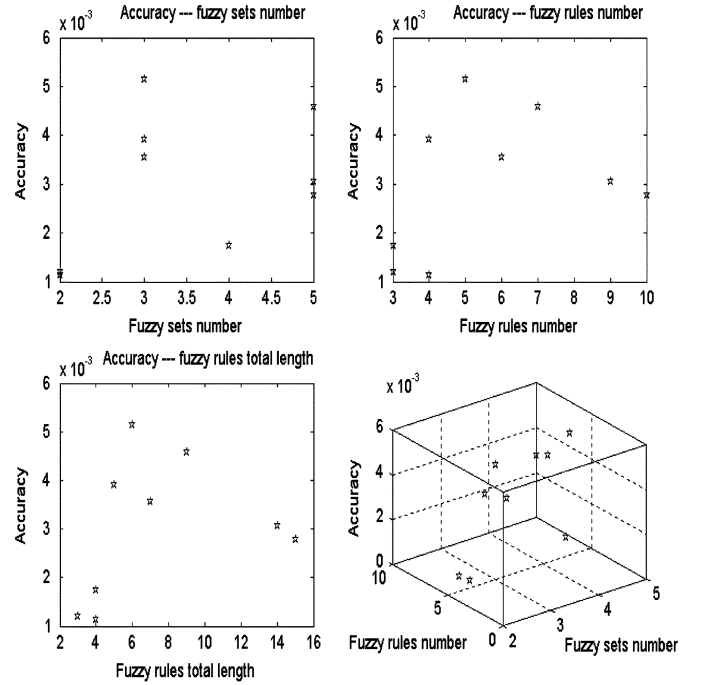 Accuracy --- fuzzy sets number
x 10-3
6
5
4
3
2
1
Accuracy
2 2.5 3 3.5 4 4.5 5
Fuzzy sets number
Accuracy --- fuzzy rules number
x 10-3
6
5
4
3
2
1
Accuracy
3 4 5 6 7 8 9 10
Fuzzy rules number
Accuracy --- fuzzy rules total length
x 10-3
6
5
4
3
2
1
Accuracy
2 4 6 8 10 12 14 16
Fuzzy rules total length
x 10-3
6
4
2
0
Accuracy
10
5
0
Fuzzy rules number
2
3
4
5
Fuzzy sets number